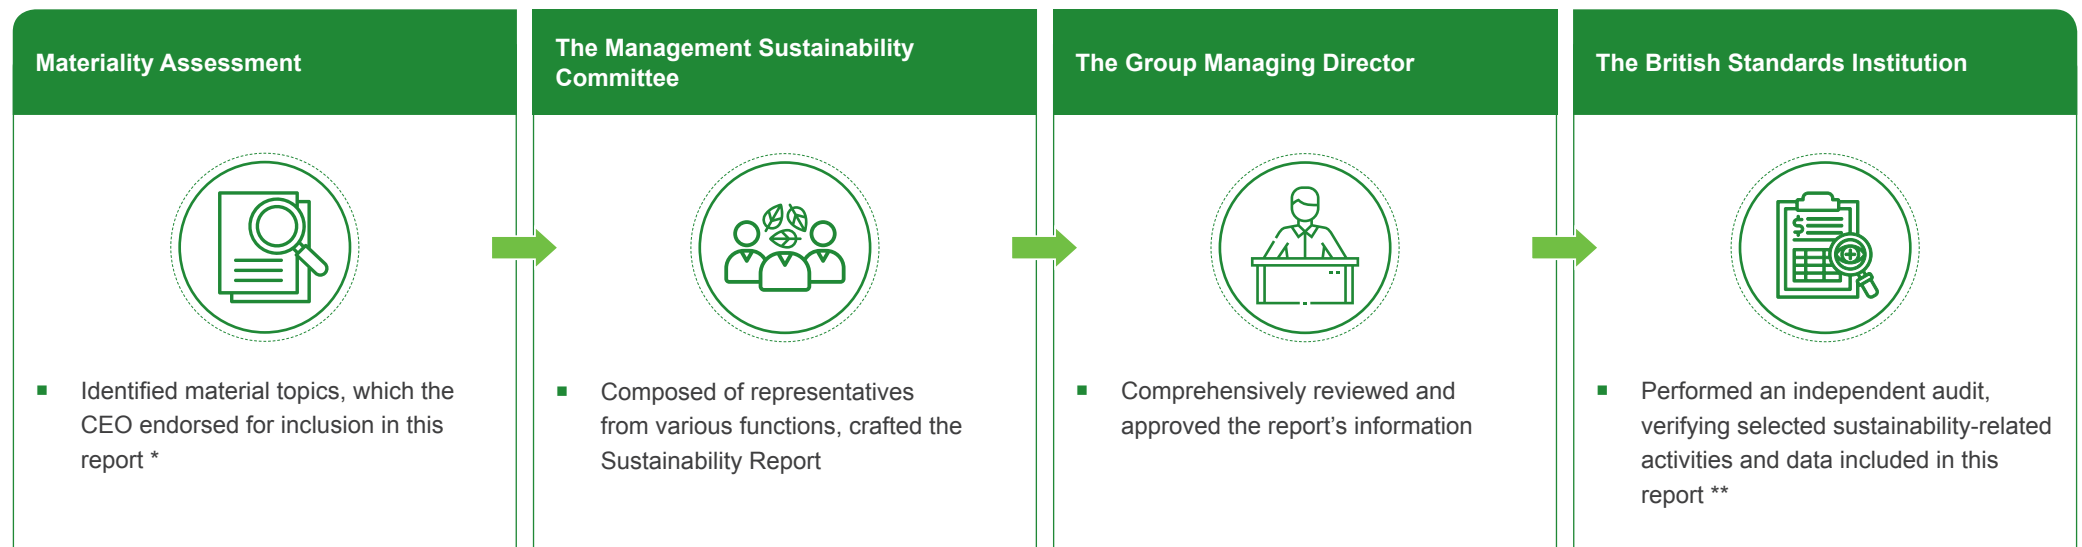 Materiality Assessment
The Management Sustainability
Committee
The Group Managing Director
The British Standards Institution
▪ Identified material topics, which the
CEO endorsed for inclusion in this
report *
▪ Composed of representatives
from various functions, crafted the
Sustainability Report
▪ Comprehensively reviewed and
approved the report’s information
▪ Performed an independent audit,
verifying selected sustainability-related
activities and data included in this
report **